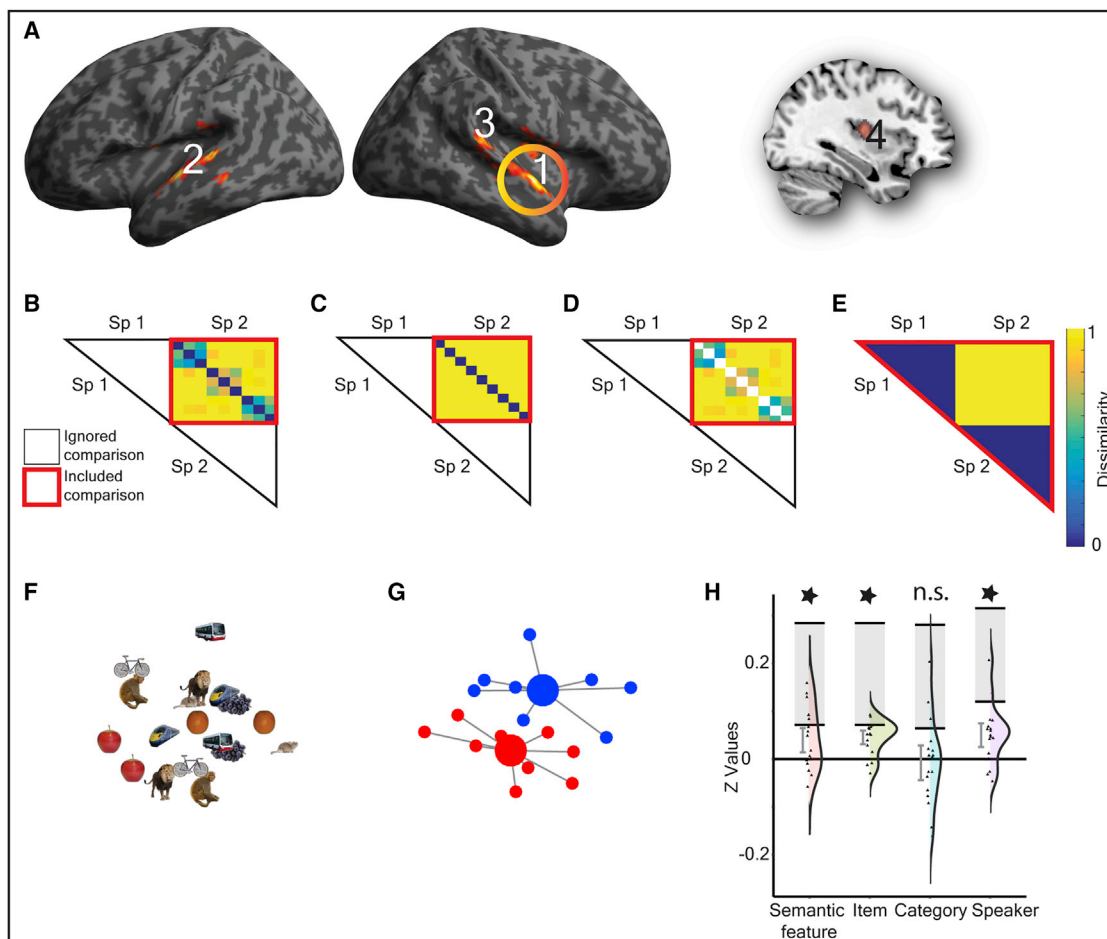 A
1
2
3
4
B
Sp 1
Sp 2
Sp 1
Sp 2
Ignored
comparison
Included
comparison
C
Sp 1
Sp 2
Sp 1
Sp 2
D
Sp 1
Sp 2
Sp 1
Sp 2
E
Sp 1
Sp 2
Sp 1
Sp 2
1
Dissimilarity
0
F
G
H
n.s.
Z Values
0.2
0
-0.2
Semantic
feature
Item
Category
Speaker